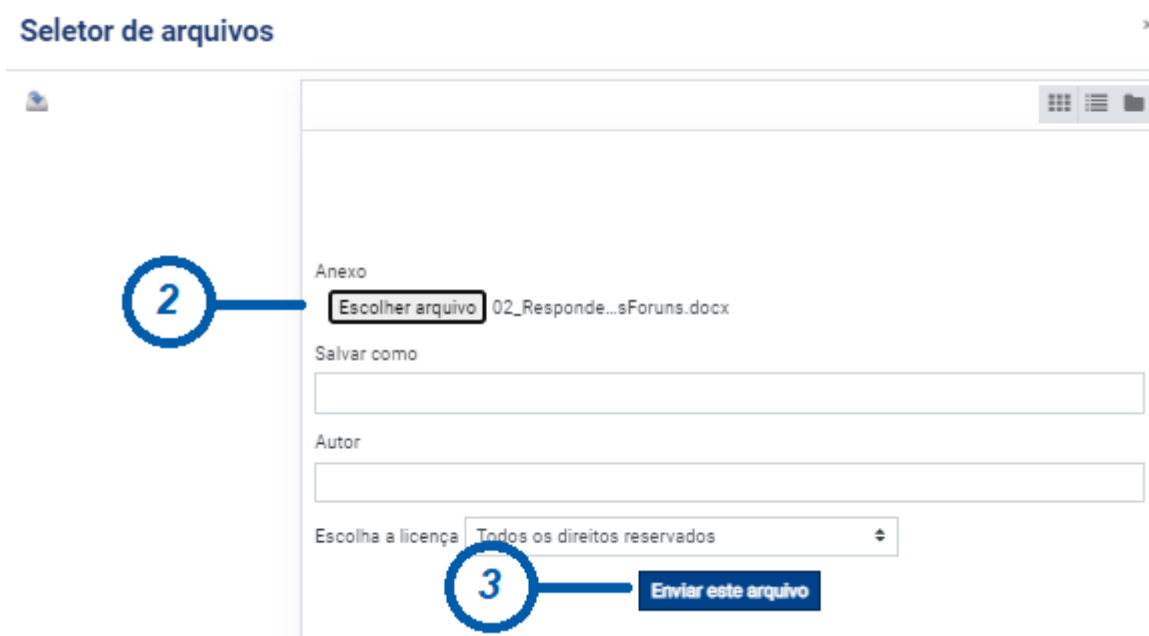 Seletor de arquivos
×
Anexo
2
Escolher arquivo 02_Responde...sForuns.docx
Salvar como
Autor
Escolha a licença Todos os direitos reservados
3
Enviar este arquivo